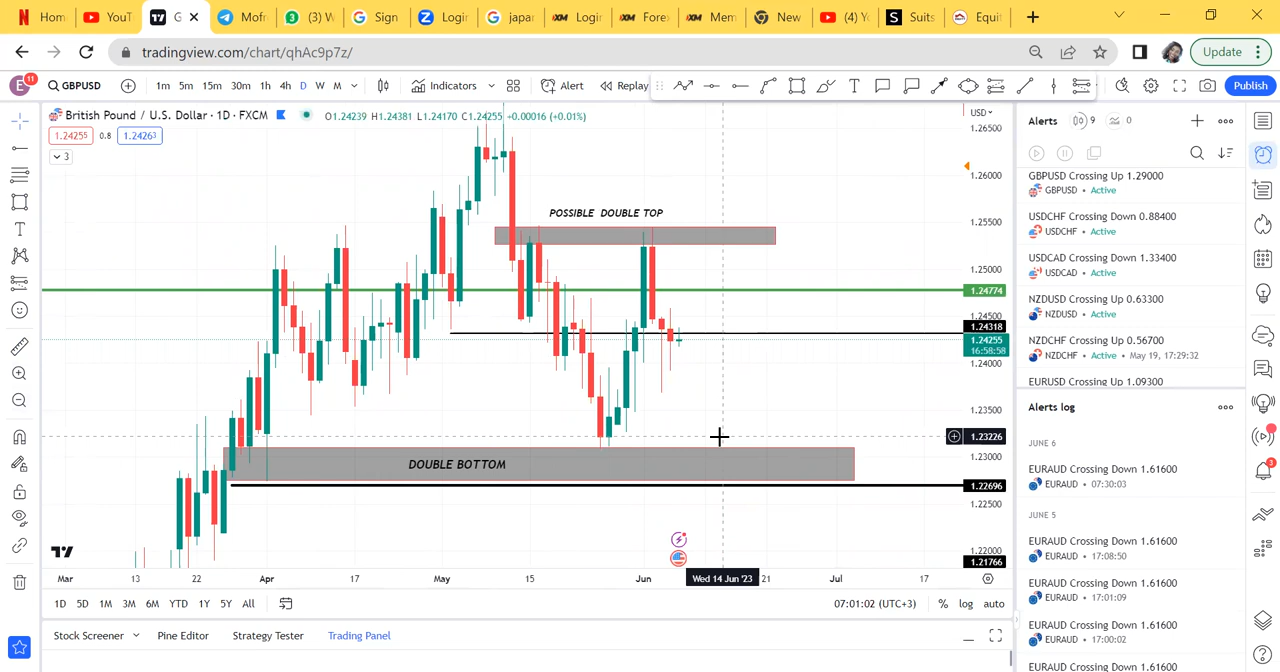 Hom
YouT
G
Mofr
(3) W
Sign
Logir
japar
Logir
Fore
Mem
New
(4) Y
Suits
Equit
tradingview.com/chart/qhAc9p7z/
Update
E
11
GBPUSD
1m 5m 15m 30m 1h 4h D W M
Indicators
Alert
Replay
Publish
British Pound / U.S. Dollar · 1D · FXCM
O1.24239 H1.24381 L1.24170 C1.24255 +0.00016 (+0.01%)
1.24255 0.8 1.24263
3
USD
1.26500
1.26000
1.25500
1.25000
1.24774
1.24500
1.24318
1.24255
16:58:58
1.24000
1.23500
1.23226
1.23000
1.22696
1.22500
1.22000
1.21766
POSSIBLE DOUBLE TOP
DOUBLE BOTTOM
Mar 13 22 Apr 17 May 15 Jun Wed 14 Jun '23 21 Jul 17
1D 5D 1M 3M 6M YTD 1Y 5Y All
07:01:02 (UTC+3) % log auto
Stock Screener Pine Editor Strategy Tester Trading Panel
Alerts 9 0
GBPUSD Crossing Up 1.29000
GBPUSD • Active
USDCHF Crossing Down 0.88400
USDCHF • Active
USDCAD Crossing Down 1.33400
USDCAD • Active
NZDUSD Crossing Up 0.63300
NZDUSD • Active
NZDCHF Crossing Up 0.56700
NZDCHF • Active • May 19, 17:29:32
EURUSD Crossing Up 1.09300
Alerts log
JUNE 6
EURAUD Crossing Down 1.61600
EURAUD • 07:30:03
JUNE 5
EURAUD Crossing Down 1.61600
EURAUD • 17:08:50
EURAUD Crossing Down 1.61600
EURAUD • 17:01:09
EURAUD Crossing Down 1.61600
EURAUD • 17:00:02
EURAUD Crossing Down 1.61600
3